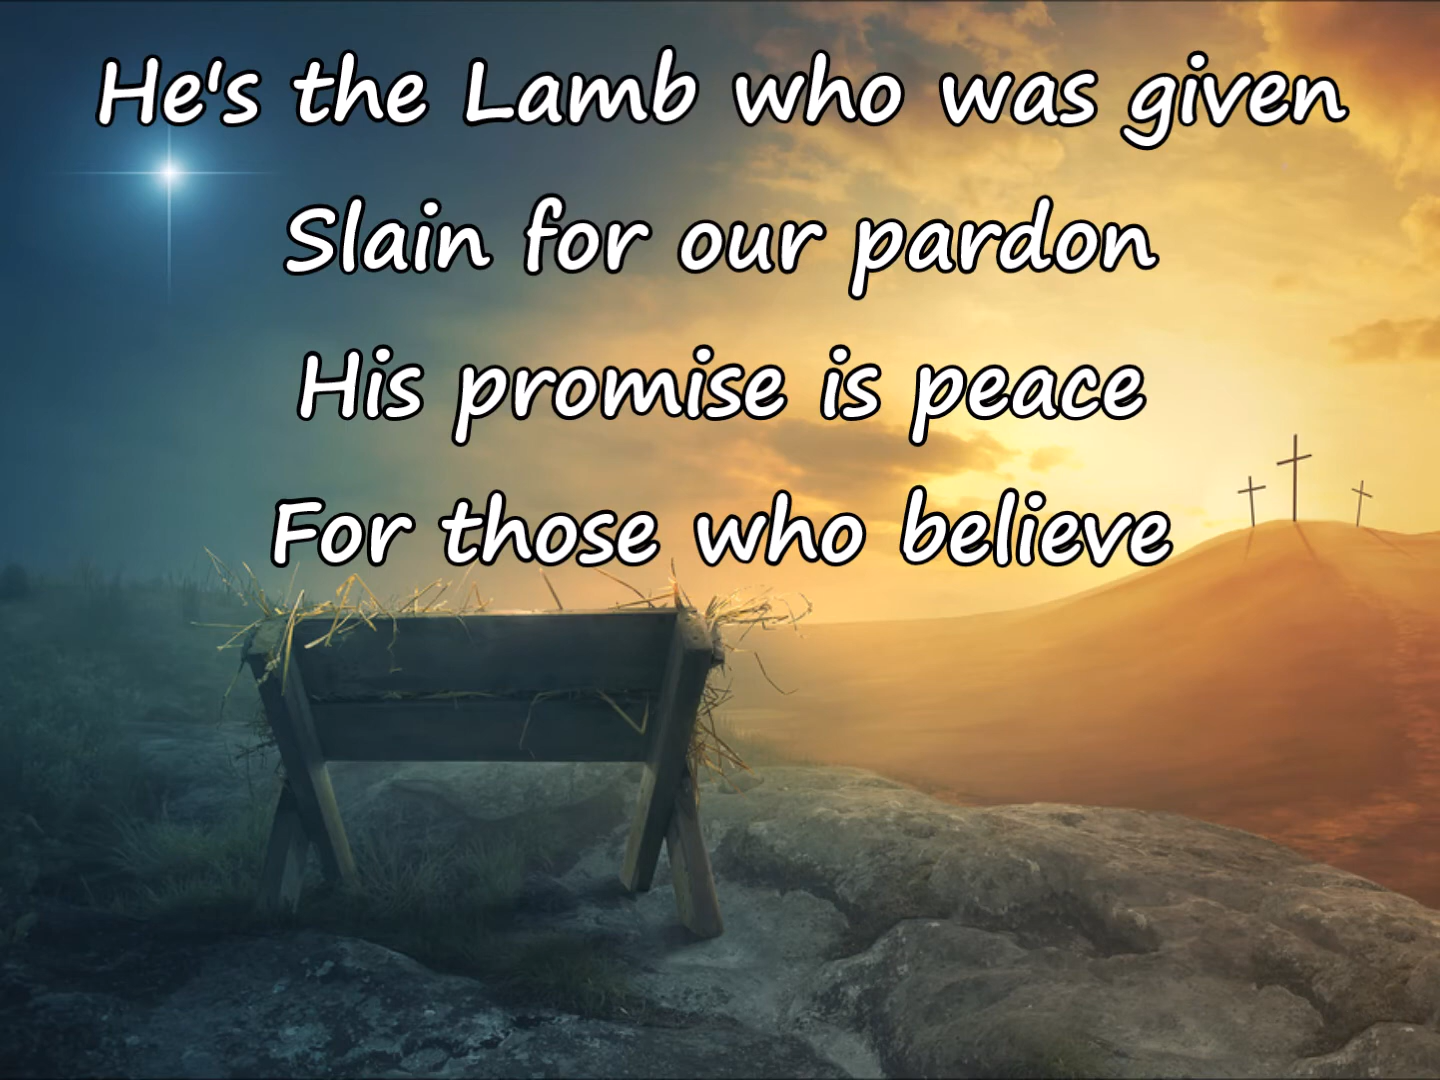 He's the Lamb who was given
Slain for our pardon
His promise is peace
For those who believe